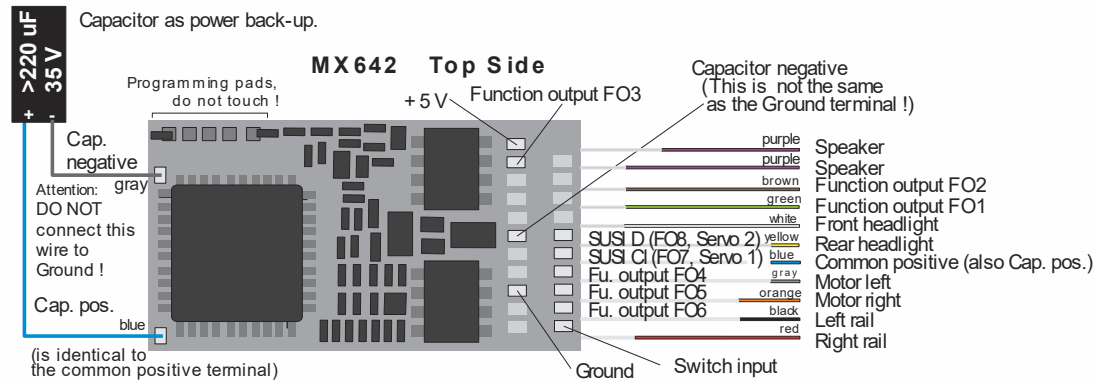 >220 uF
35 V
+ -
Capacitor as power back-up.
MX642 Top Side
Programming pads,
do not touch !
+ 5 V
Function output FO3
Capacitor negative
(This is not the same
as the Ground terminal !)
Cap.
negative
gray
Attention:
DO NOT
connect this
wire to
Ground !
Cap. pos.
blue
(is identical to
the common positive terminal)
purple Speaker
purple Speaker
brown Function output FO2
green Function output FO1
white Front headlight
SUSI D (FO8, Servo 2) yellow Rear headlight
SUSI Cl (FO7, Servo 1) blue Common positive (also Cap. pos.)
Fu. output FO4 gray Motor left
Fu. output FO5 orange Motor right
Fu. output FO6 black Left rail
red Right rail
Ground
Switch input